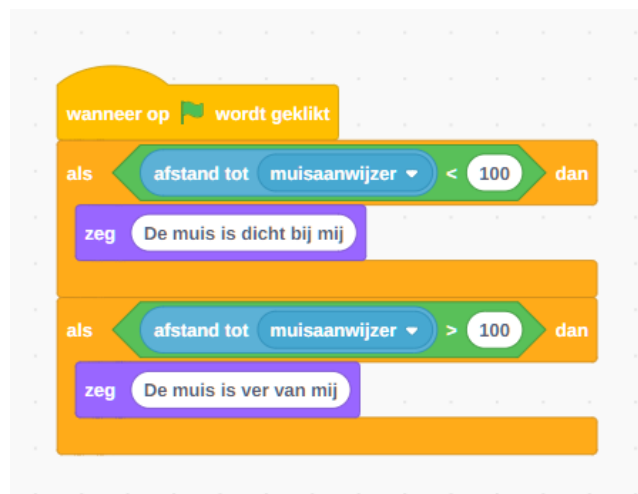 wanneer op wordt geklikt
als afstand tot muisaanwijzer < 100 dan
zeg De muis is dicht bij mij
als afstand tot muisaanwijzer > 100 dan
zeg De muis is ver van mij